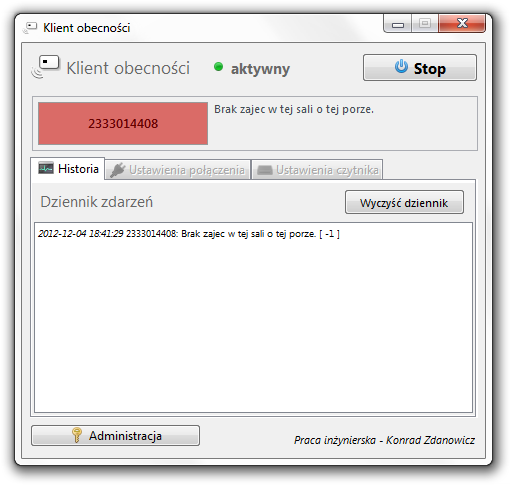 Klient obecności
Klient obecności aktywny Stop
2333014408 Brak zajec w tej sali o tej porze.
Historia Ustawienia połączenia Ustawienia czytnika
Dziennik zdarzeń Wyczyść dziennik
2012-12-04 18:41:29 2333014408: Brak zajec w tej sali o tej porze. [ -1 ]
Administracja Praca inżynierska - Konrad Zdanowicz